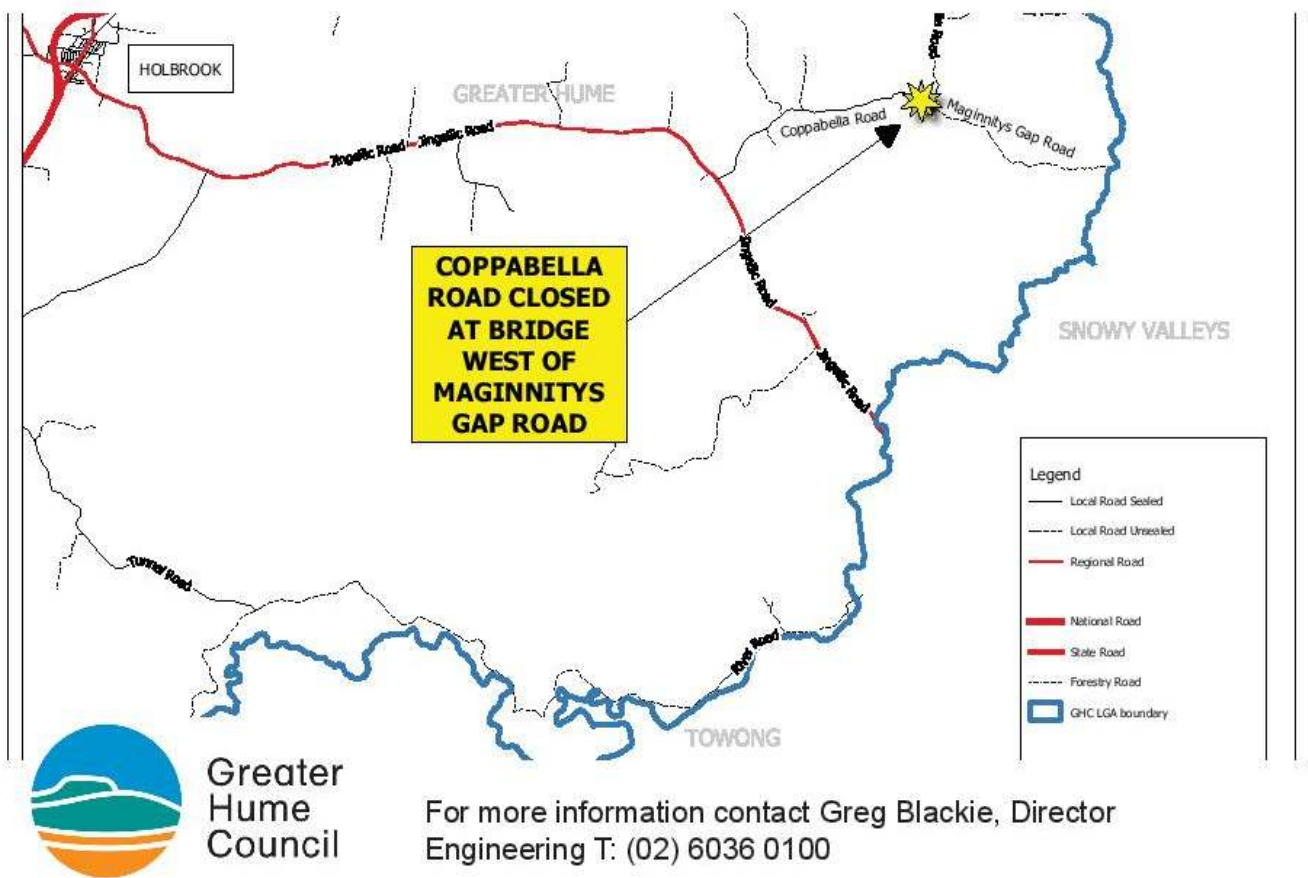 HOLBROOK
GREATER HUME
Road
Coppabella Road
Maginnitys Gap Road
Jingellic Road
Jingellic Road
COPPABELLA
ROAD CLOSED
AT BRIDGE
WEST OF
MAGINNITYS
GAP ROAD
Jingellic Road
SNOWY VALLEYS
Jingellic Road
Legend
Local Road Sealed
Local Road Unsealed
Regional Road
National Road
State Road
Forestry Road
GHC LGA boundary
Tunnel Road
River Road
TOWONG
Greater
Hume
Council
For more information contact Greg Blackie, Director
Engineering T: (02) 6036 0100